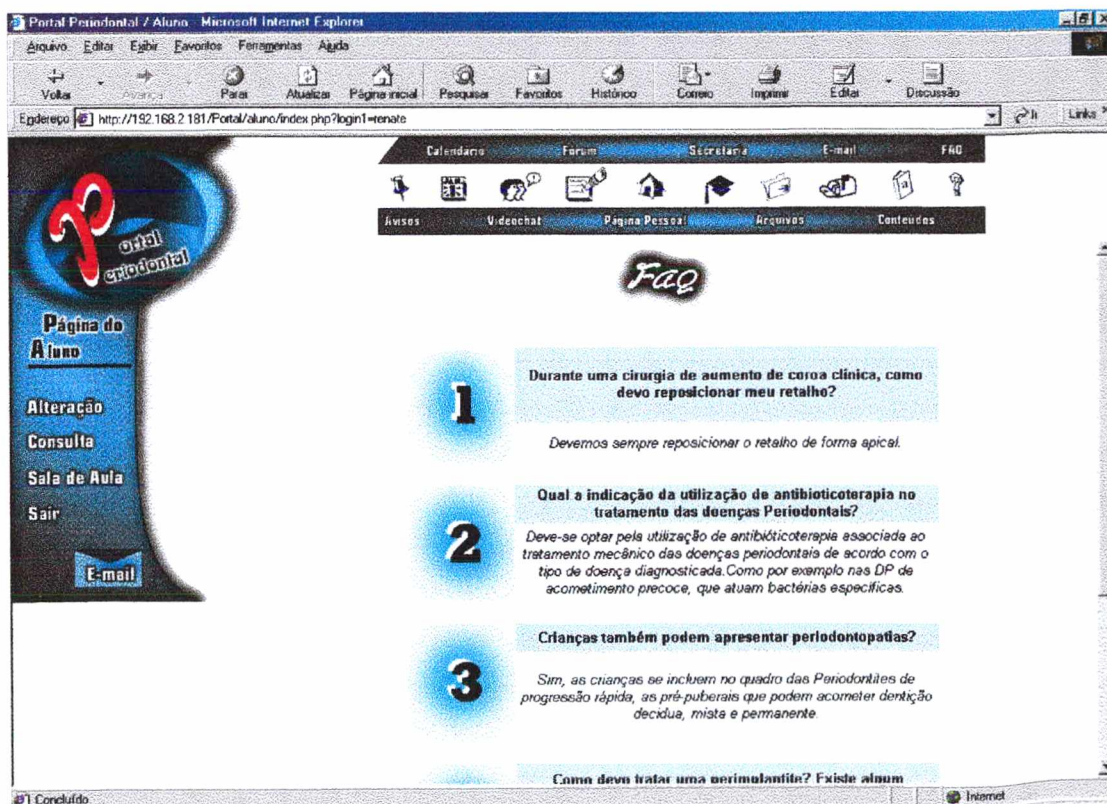 Portal Periodontal / Aluno - Microsoft Internet Explorer
Arquivo Editar Exibir Favoritos Ferramentas Ajuda
Voltar Avançar Parar Atualizar Página inicial Pesquisar Favoritos Histórico Correio Imprimir Editar Discussão
Endereço http://192.168.2.181/Portal/aluno/index.php?login1=renate Ir Links »
Calendário Forum Secretaria E-mail FAQ
Avisos Videochat Página Pessoal Arquivos Conteudos
Portal
Periodontal
Página do
Aluno
Alteração
Consulta
Sala de Aula
Sair
E-mail
Faq
1
Durante uma cirurgia de aumento de coroa clínica, como
devo reposicionar meu retalho?
Devemos sempre reposicionar o retalho de forma apical.
2
Qual a indicação da utilização de antibioticoterapia no
tratamento das doenças Periodontais?
Deve-se optar pela utilização de antibióticoterapia associada ao
tratamento mecânico das doenças periodontais de acordo com o
tipo de doença diagnosticada.Como por exemplo nas DP de
acometimento precoce, que atuam bactérias específicas.
3
Crianças também podem apresentar periodontopatias?
Sim, as crianças se incluem no quadro das Periodontites de
progressão rápida, as pré-puberais que podem acometer dentição
decidua, mista e permanente.
Como devo tratar uma perimplantite? Existe algum
Concluído Internet